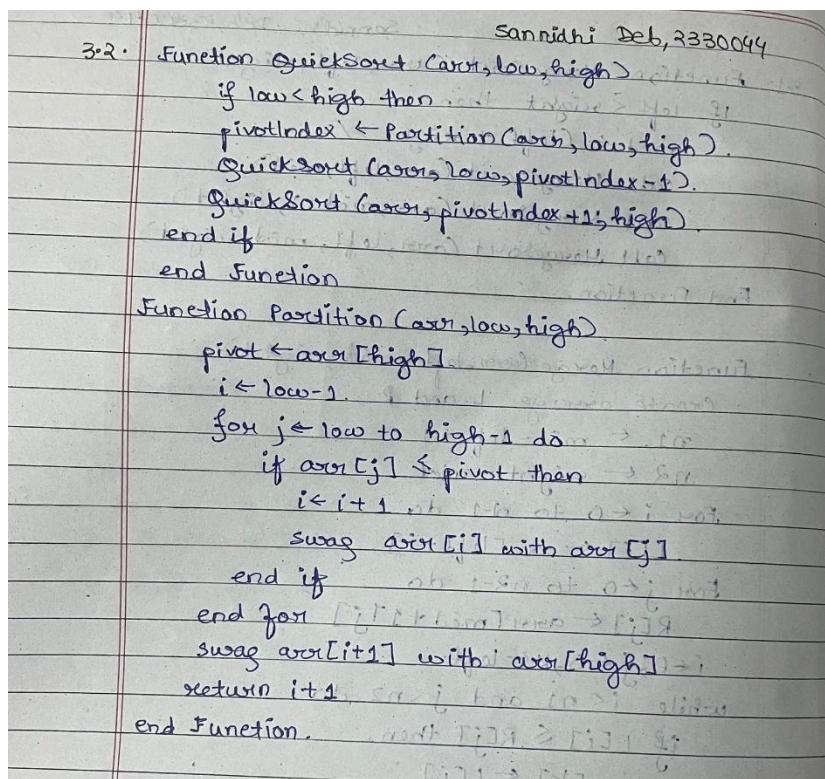 Sannidhi Deb, 2330044
3.2. Function QuickSort (arr, low, high)
if low < high then
pivotIndex ← Partition (arr, low, high).
QuickSort (arr, low, pivotIndex - 1).
QuickSort (arr, pivotIndex + 1, high).
end if
end Function
Function Partition (arr, low, high)
pivot ← arr [high]
i ← low - 1.
for j ← low to high - 1 do
if arr [j] ≤ pivot then
i ← i + 1
swap arr [i] with arr [j]
end if
end for
swap arr [i+1] with arr [high]
return i + 1
end Function.